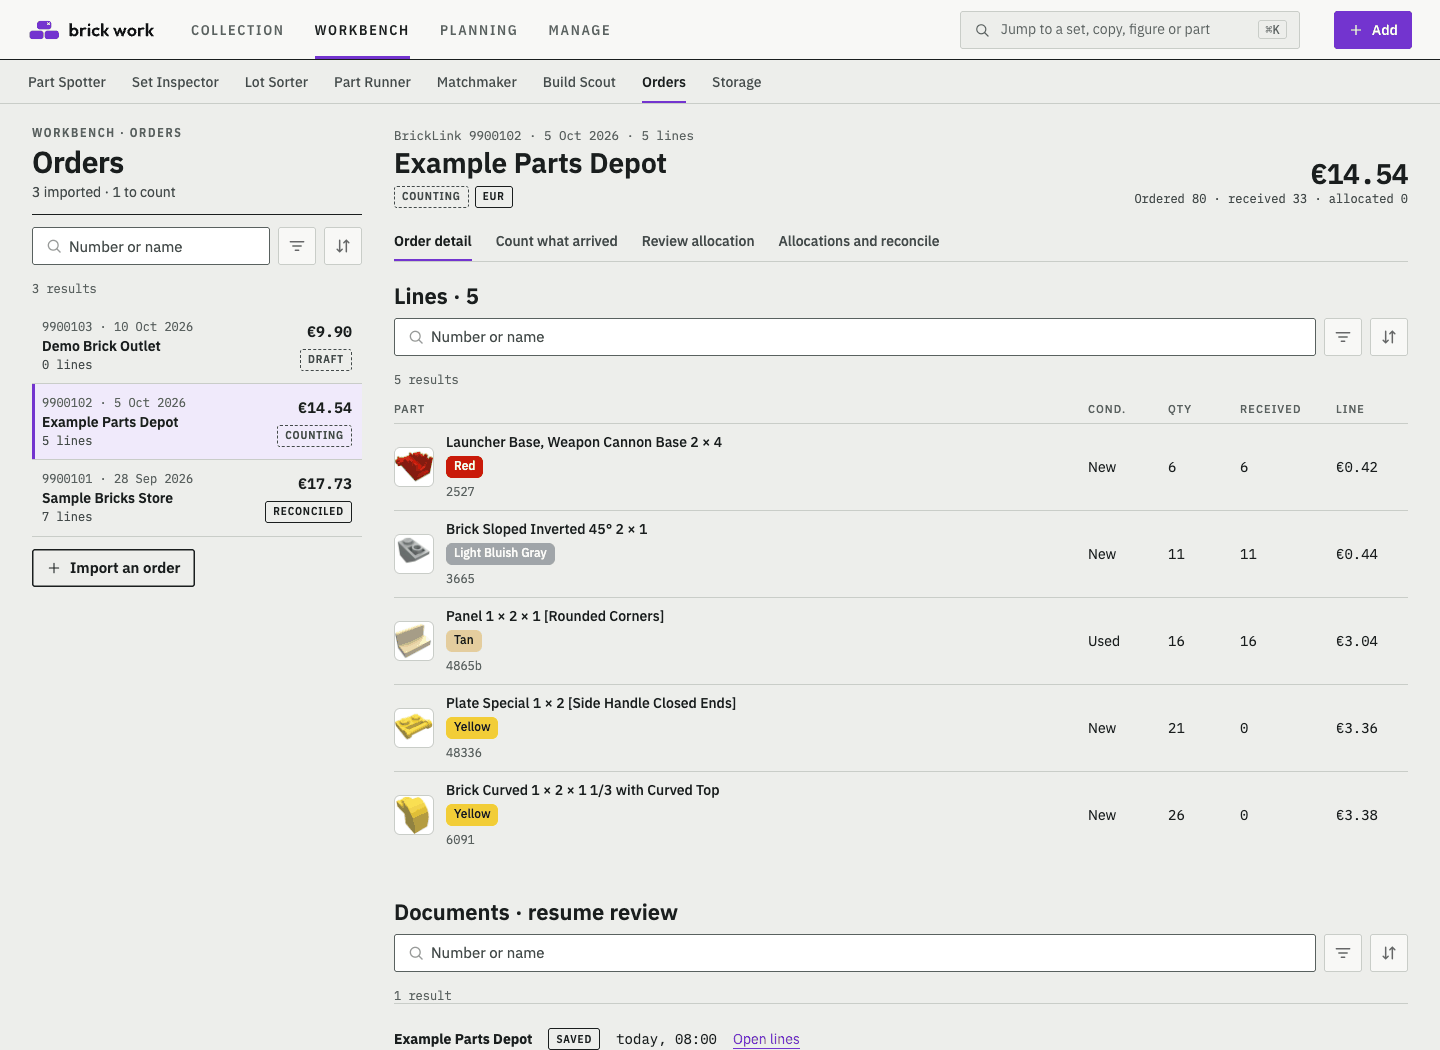 brick work
COLLECTION
WORKBENCH
PLANNING
MANAGE
Jump to a set, copy, figure or part
⌘K
+ Add
Part Spotter
Set Inspector
Lot Sorter
Part Runner
Matchmaker
Build Scout
Orders
Storage
WORKBENCH · ORDERS
Orders
3 imported · 1 to count
Number or name
3 results
9900103 · 10 Oct 2026
Demo Brick Outlet
0 lines
€9.90
DRAFT
9900102 · 5 Oct 2026
Example Parts Depot
5 lines
€14.54
COUNTING
9900101 · 28 Sep 2026
Sample Bricks Store
7 lines
€17.73
RECONCILED
+ Import an order
BrickLink 9900102 · 5 Oct 2026 · 5 lines
Example Parts Depot
COUNTING
EUR
€14.54
Ordered 80 · received 33 · allocated 0
Order detail
Count what arrived
Review allocation
Allocations and reconcile
Lines · 5
Number or name
5 results
PART COND. QTY RECEIVED LINE
Launcher Base, Weapon Cannon Base 2 × 4
Red
2527
New 6 6 €0.42
Brick Sloped Inverted 45° 2 × 1
Light Bluish Gray
3665
New 11 11 €0.44
Panel 1 × 2 × 1 [Rounded Corners]
Tan
4865b
Used 16 16 €3.04
Plate Special 1 × 2 [Side Handle Closed Ends]
Yellow
48336
New 21 0 €3.36
Brick Curved 1 × 2 × 1 1/3 with Curved Top
Yellow
6091
New 26 0 €3.38
Documents · resume review
Number or name
1 result
Example Parts Depot SAVED today, 08:00 Open lines